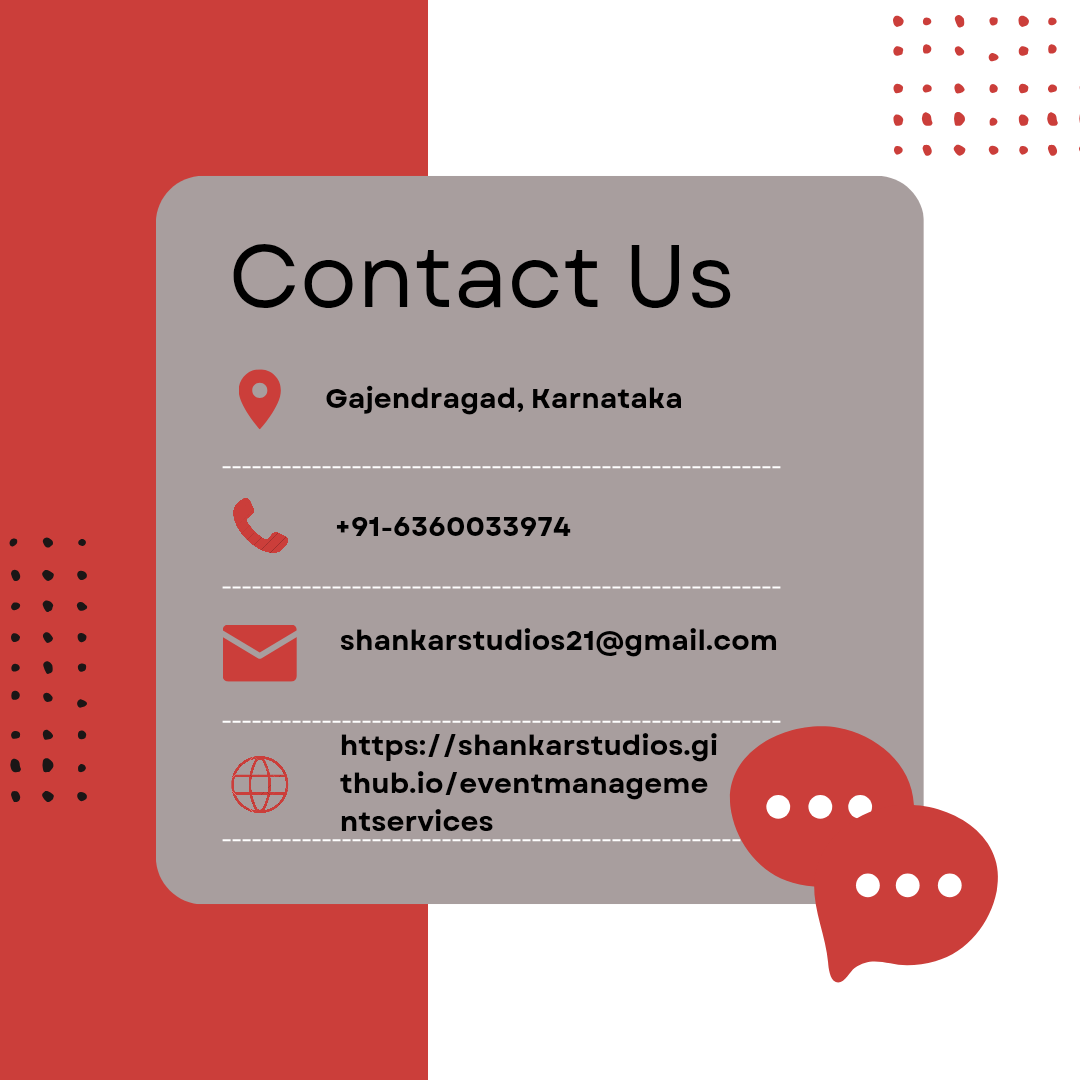 Contact Us
Gajendragad, Karnataka
+91-6360033974
shankarstudios21@gmail.com
https://shankarstudios.gi
thub.io/eventmanageme
ntservices